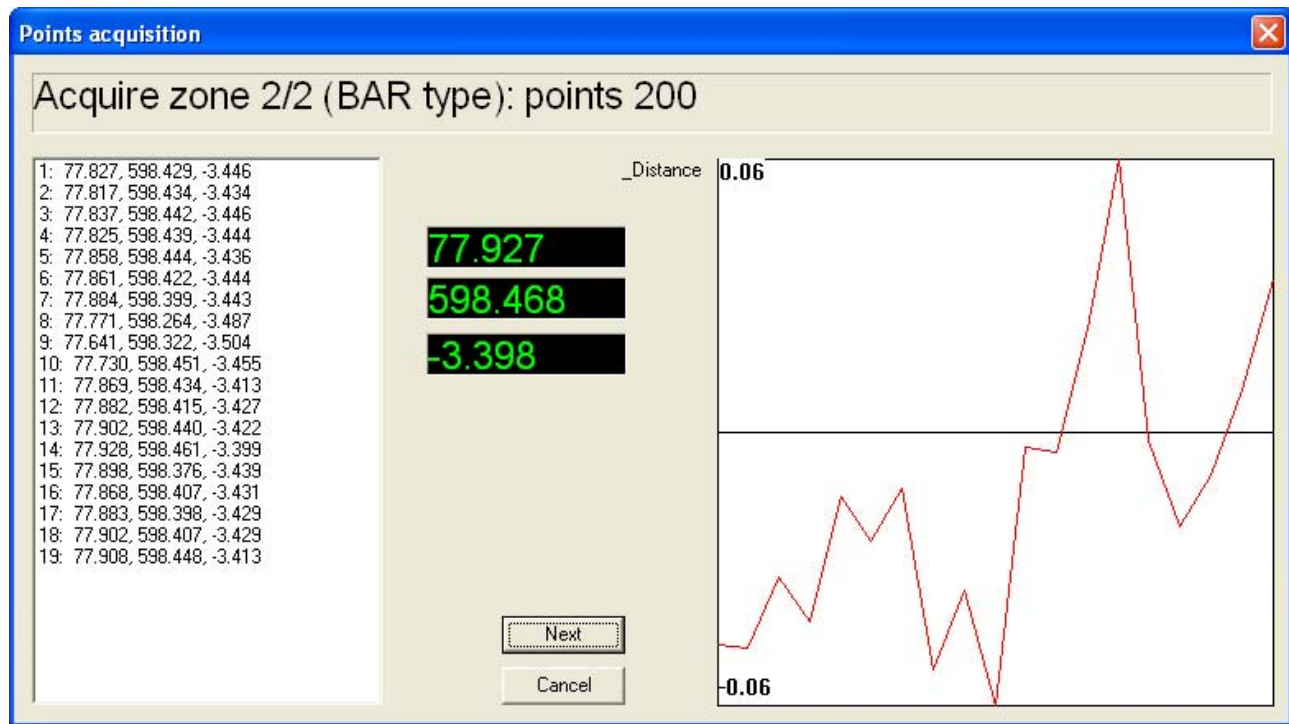 Points acquisition
Acquire zone 2/2 (BAR type): points 200
1: 77.827, 598.429, -3.446
2: 77.817, 598.434, -3.434
3: 77.837, 598.442, -3.446
4: 77.825, 598.439, -3.444
5: 77.858, 598.444, -3.436
6: 77.861, 598.422, -3.444
7: 77.884, 598.399, -3.443
8: 77.771, 598.264, -3.487
9: 77.641, 598.322, -3.504
10: 77.730, 598.451, -3.455
11: 77.869, 598.434, -3.413
12: 77.882, 598.415, -3.427
13: 77.902, 598.440, -3.422
14: 77.928, 598.461, -3.399
15: 77.898, 598.376, -3.439
16: 77.868, 598.407, -3.431
17: 77.883, 598.398, -3.429
18: 77.902, 598.407, -3.429
19: 77.908, 598.448, -3.413
77.927
598.468
-3.398
Next
Cancel
_Distance
0.06
-0.06